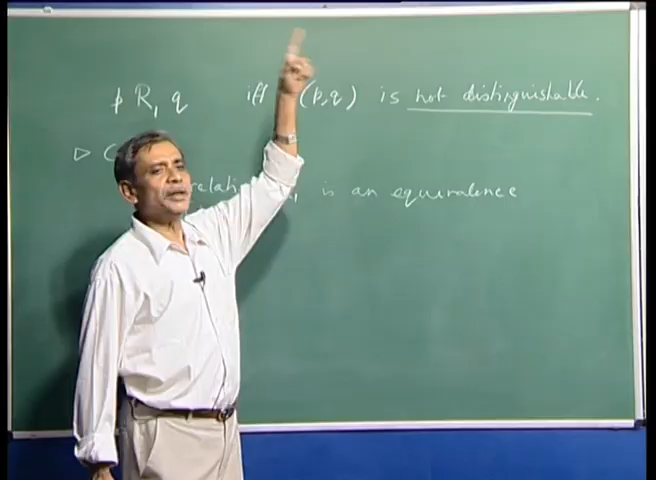 p R₁ q iff (p,q) is not distinguishable.
▷ C
relation is an equivalence